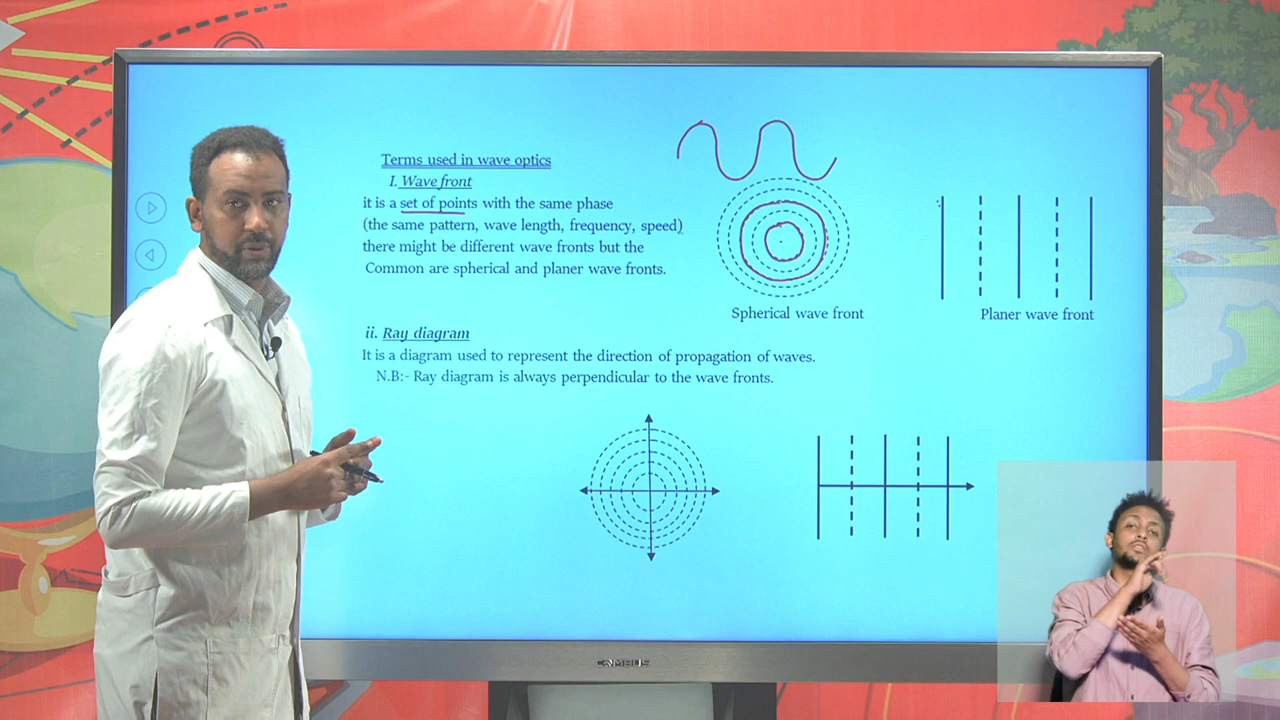 Terms used in wave optics
I. Wave front
it is a set of points with the same phase
(the same pattern, wave length, frequency, speed)
there might be different wave fronts but the
Common are spherical and planer wave fronts.
Spherical wave front
Planer wave front
ii. Ray diagram
It is a diagram used to represent the direction of propagation of waves.
N.B:- Ray diagram is always perpendicular to the wave fronts.
CAMBUS